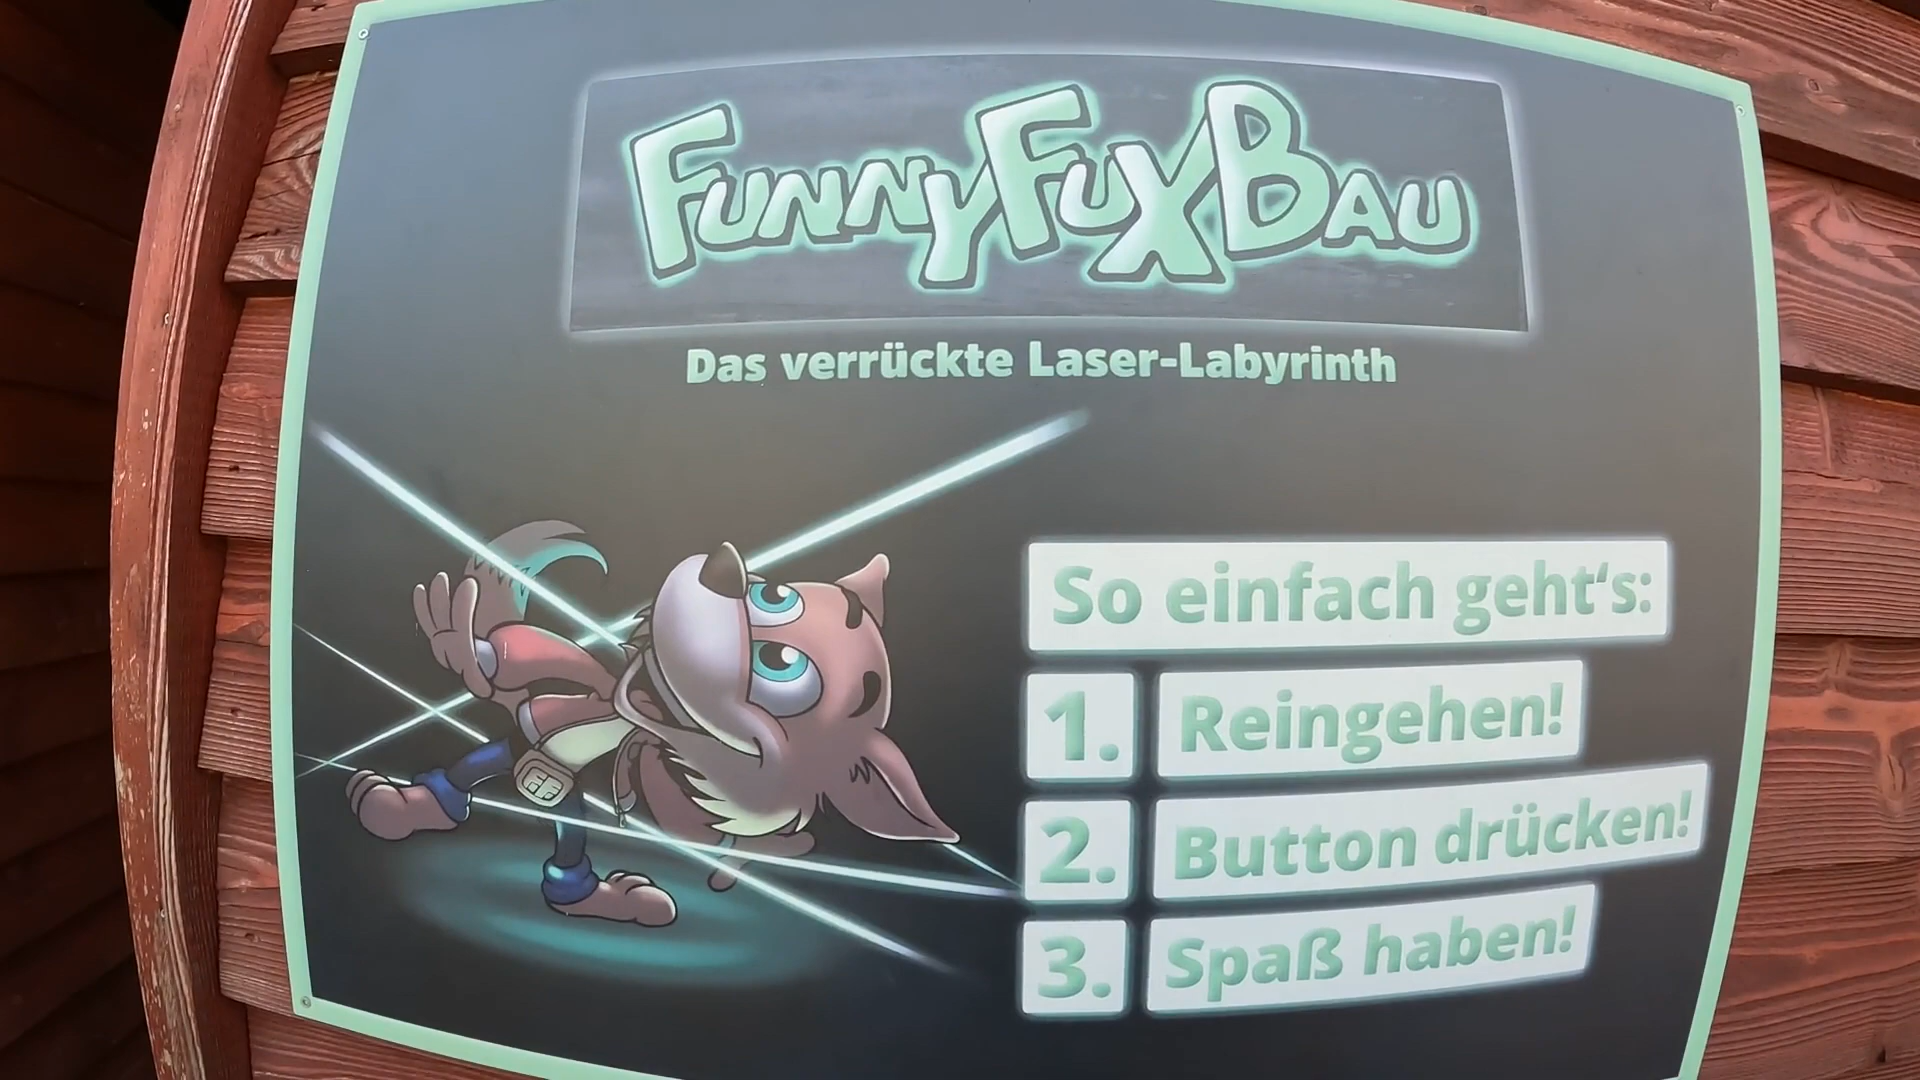 FunnyFuxBau
Das verrückte Laser-Labyrinth
So einfach geht‘s:
1. Reingehen!
2. Button drücken!
3. Spaß haben!